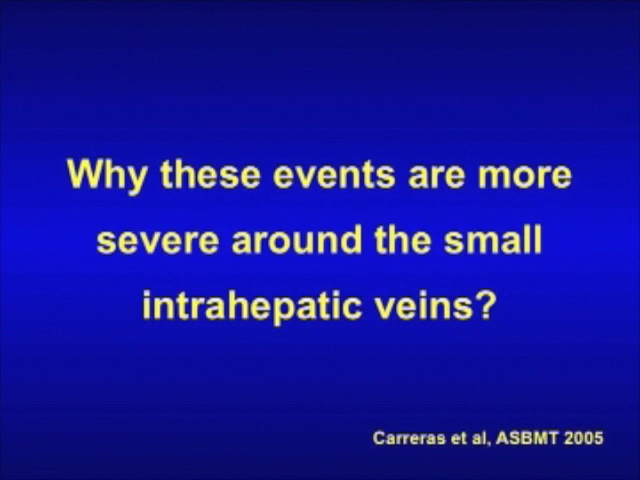 Why these events are more
severe around the small
intrahepatic veins?
Carreras et al, ASBMT 2005